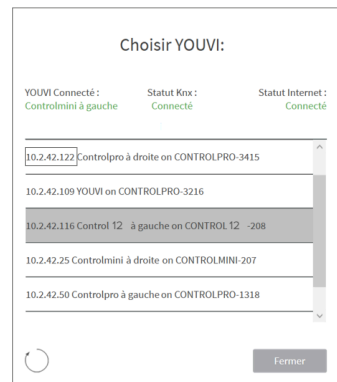 Choisir YOUVI:
YOUVI Connecté : Statut Knx : Statut Internet :
Controlmini à gauche Connecté Connecté
10.2.42.122 Controlpro à droite on CONTROLPRO-3415
10.2.42.109 YOUVI on CONTROLPRO-3216
10.2.42.116 Control 12 à gauche on CONTROL 12 -208
10.2.42.25 Controlmini à droite on CONTROLMINI-207
10.2.42.50 Controlpro à gauche on CONTROLPRO-1318
Fermer